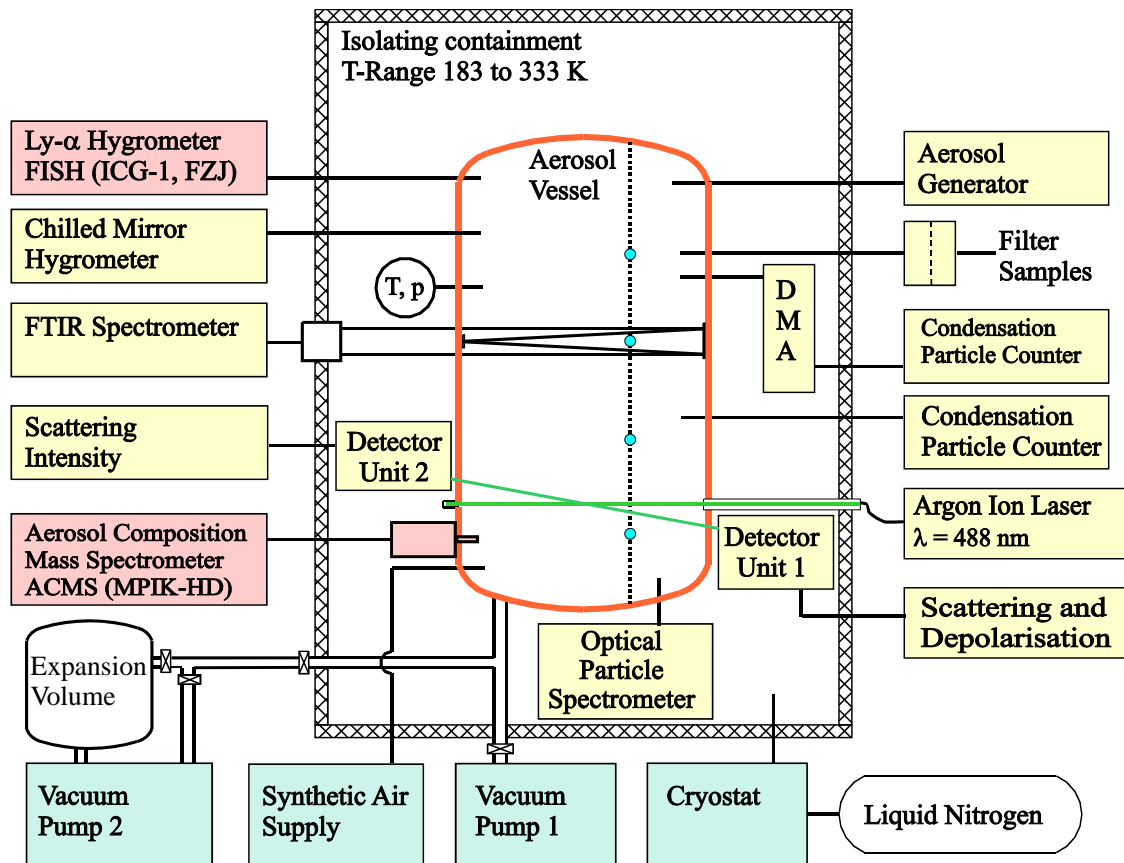 Isolating containment
T-Range 183 to 333 K
Ly-α Hygrometer
FISH (ICG-1, FZJ)
Chilled Mirror
Hygrometer
T, p
FTIR Spectrometer
Scattering
Intensity
Detector
Unit 2
Aerosol Composition
Mass Spectrometer
ACMS (MPIK-HD)
Aerosol
Vessel
Aerosol
Generator
Filter
Samples
D
M
A
Condensation
Particle Counter
Condensation
Particle Counter
Argon Ion Laser
λ = 488 nm
Detector
Unit 1
Scattering and
Depolarisation
Optical
Particle
Spectrometer
Expansion
Volume
Vacuum
Pump 2
Synthetic Air
Supply
Vacuum
Pump 1
Cryostat
Liquid Nitrogen